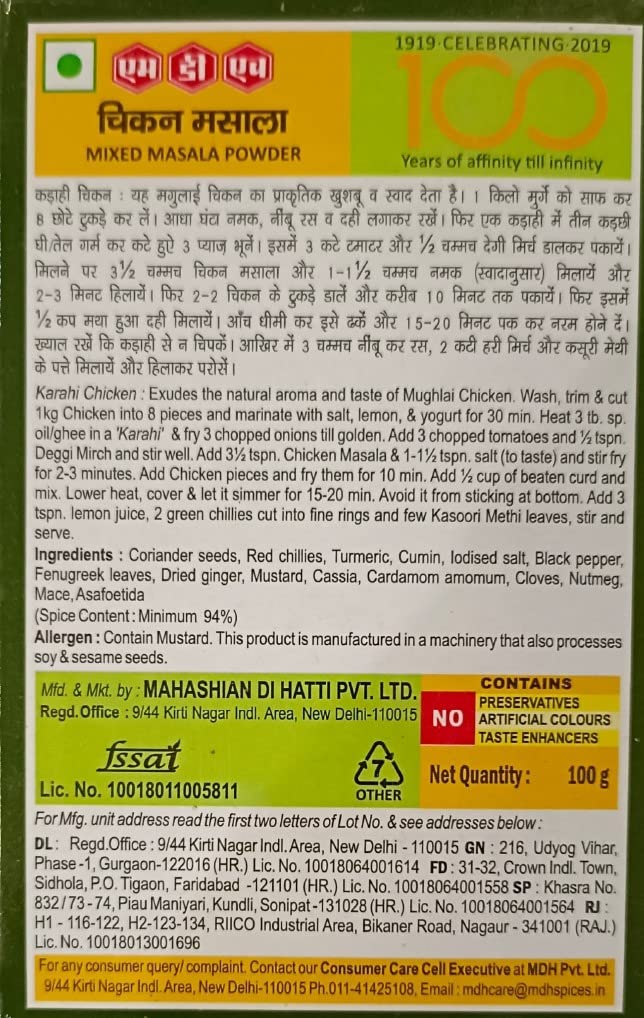 एम डी एच
चिकन मसाला
MIXED MASALA POWDER
1919·CELEBRATING·2019
100
Years of affinity till infinity
कड़ाही चिकन : यह मगुलाई चिकन का प्राकृतिक खुशबू व स्वाद देता है। 1 किलो मुर्गे को साफ कर
8 छोटे टुकड़े कर लें। आधा घंटा नमक, नींबू रस व दही लगाकर रखें। फिर एक कड़ाही में तीन कड़छी
घी/तेल गर्म कर कटे हुऐ 3 प्याज़ भूनें। इसमें 3 कटे टमाटर और ½ चम्मच देगी मिर्च डालकर पकायें।
मिलने पर 3½ चम्मच चिकन मसाला और 1-1½ चम्मच नमक (स्वादानुसार) मिलायें और
2-3 मिनट हिलायें। फिर 2-2 चिकन के टुकड़े डालें और करीब 10 मिनट तक पकायें। फिर इसमें
½ कप मथा हुआ दही मिलायें। आँच धीमी कर इसे ढकें और 15-20 मिनट पक कर नरम होने दें।
ख्याल रखें कि कड़ाही से न चिपकें। आखिर में 3 चम्मच नींबू कर रस, 2 कटी हरी मिर्च और कसूरी मेथी
के पत्ते मिलायें और हिलाकर परोसें।
Karahi Chicken : Exudes the natural aroma and taste of Mughlai Chicken. Wash, trim & cut
1kg Chicken into 8 pieces and marinate with salt, lemon, & yogurt for 30 min. Heat 3 tb. sp.
oil/ghee in a 'Karahi' & fry 3 chopped onions till golden. Add 3 chopped tomatoes and ½ tspn.
Deggi Mirch and stir well. Add 3½ tspn. Chicken Masala & 1-1½ tspn. salt (to taste) and stir fry
for 2-3 minutes. Add Chicken pieces and fry them for 10 min. Add ½ cup of beaten curd and
mix. Lower heat, cover & let it simmer for 15-20 min. Avoid it from sticking at bottom. Add 3
tspn. lemon juice, 2 green chillies cut into fine rings and few Kasoori Methi leaves, stir and
serve.
Ingredients : Coriander seeds, Red chillies, Turmeric, Cumin, Iodised salt, Black pepper,
Fenugreek leaves, Dried ginger, Mustard, Cassia, Cardamom amomum, Cloves, Nutmeg,
Mace, Asafoetida
(Spice Content : Minimum 94%)
Allergen : Contain Mustard. This product is manufactured in a machinery that also processes
soy & sesame seeds.
Mfd. & Mkt. by : MAHASHIAN DI HATTI PVT. LTD.
Regd. Office : 9/44 Kirti Nagar Indl. Area, New Delhi-110015
fssai
Lic. No. 10018011005811
7
OTHER
CONTAINS
NO
PRESERVATIVES
ARTIFICIAL COLOURS
TASTE ENHANCERS
Net Quantity : 100 g
For Mfg. unit address read the first two letters of Lot No. & see addresses below :
DL : Regd. Office : 9/44 Kirti Nagar Indl. Area, New Delhi - 110015 GN : 216, Udyog Vihar,
Phase -1, Gurgaon-122016 (HR.) Lic. No. 10018064001614 FD : 31-32, Crown Indl. Town,
Sidhola, P.O. Tigaon, Faridabad -121101 (HR.) Lic. No. 10018064001558 SP : Khasra No.
832 / 73 - 74, Piau Maniyari, Kundli, Sonipat -131028 (HR.) Lic. No. 10018064001564 RJ :
H1 - 116-122, H2-123-134, RIICO Industrial Area, Bikaner Road, Nagaur - 341001 (RAJ.)
Lic. No. 10018013001696
For any consumer query/ complaint. Contact our Consumer Care Cell Executive at MDH Pvt. Ltd.
9/44 Kirti Nagar Indl. Area, New Delhi-110015 Ph.011-41425108, Email : mdhcare@mdhspices.in